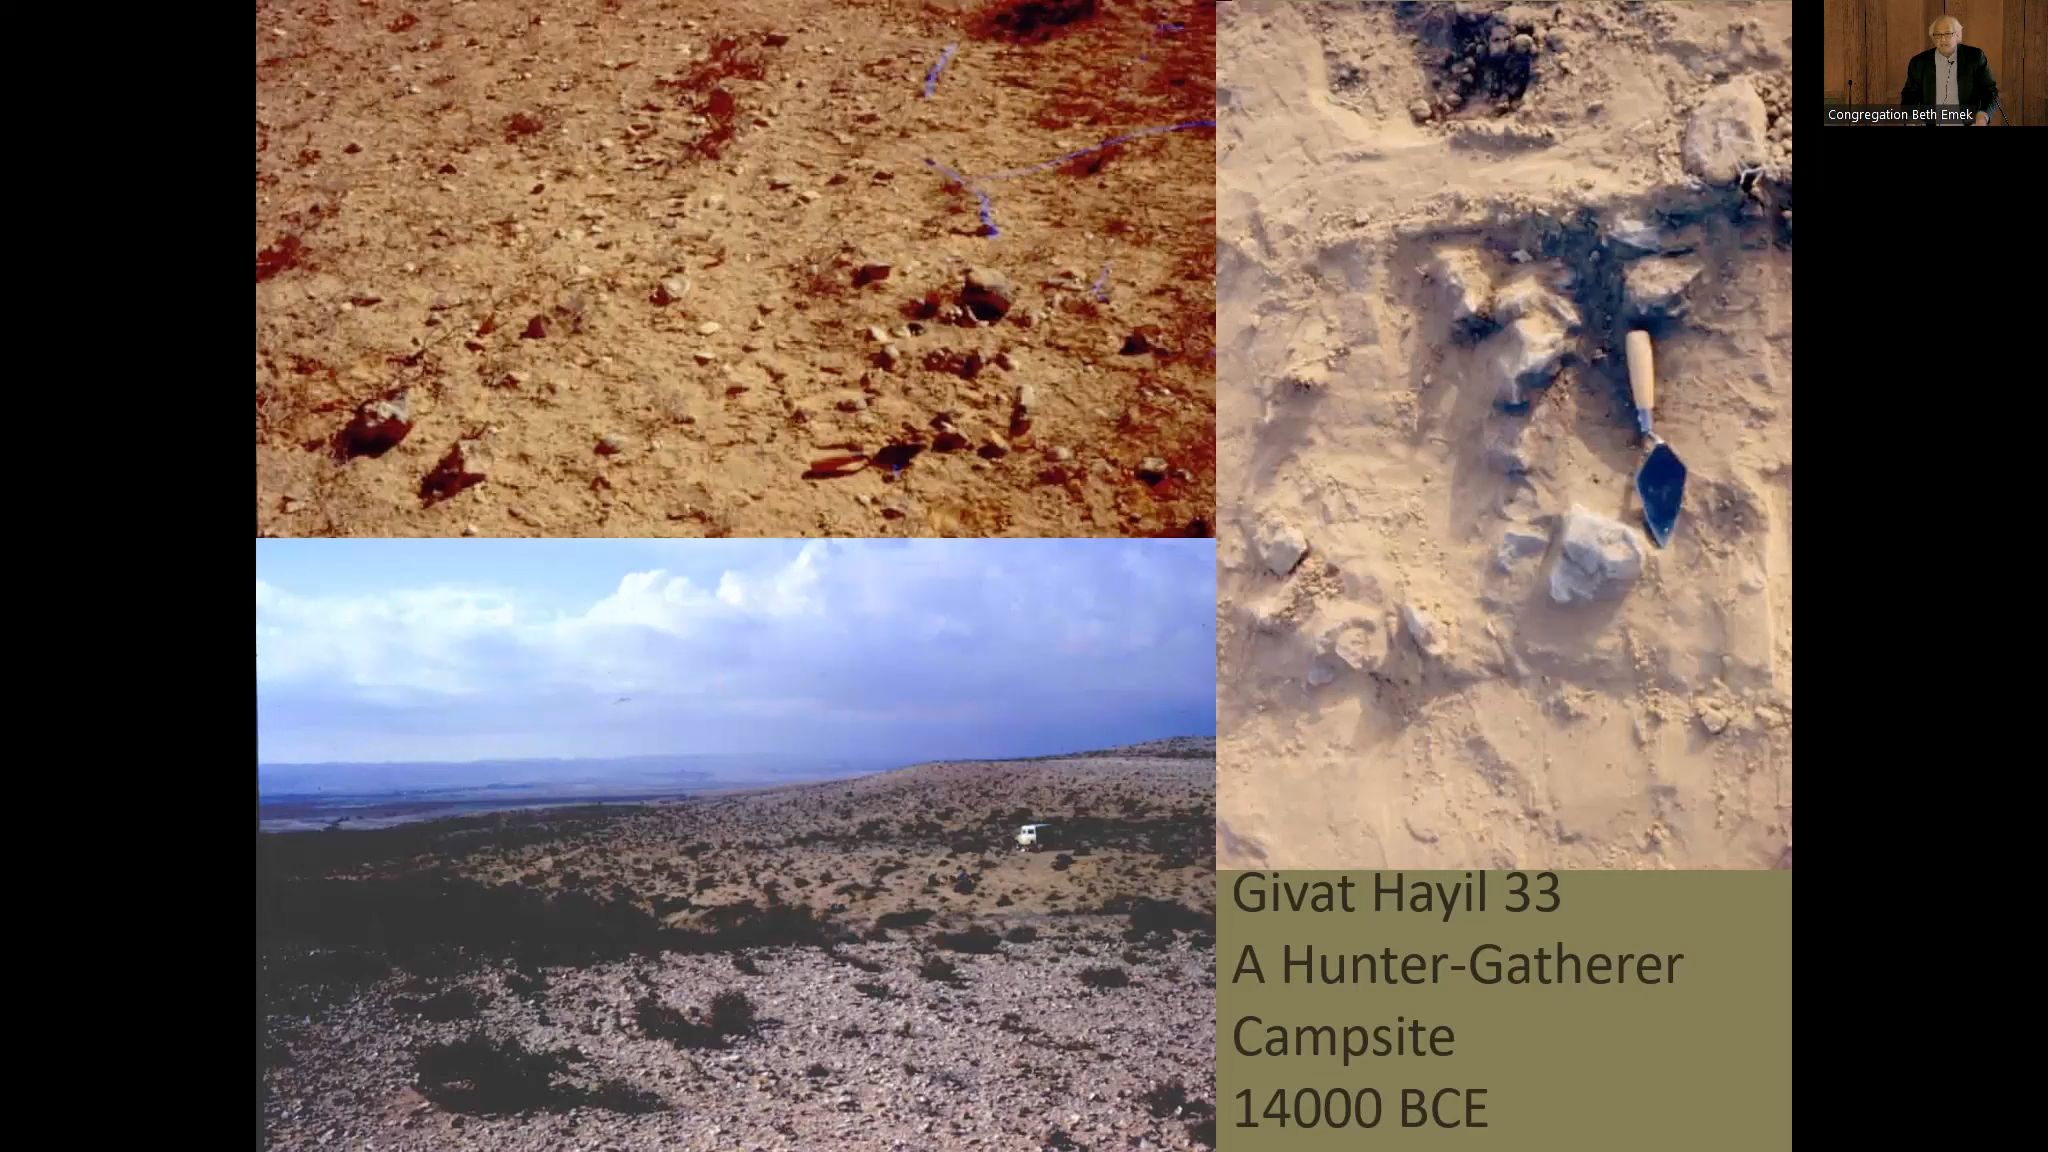 Congregation Beth Emek
Givat Hayil 33
A Hunter-Gatherer
Campsite
14000 BCE